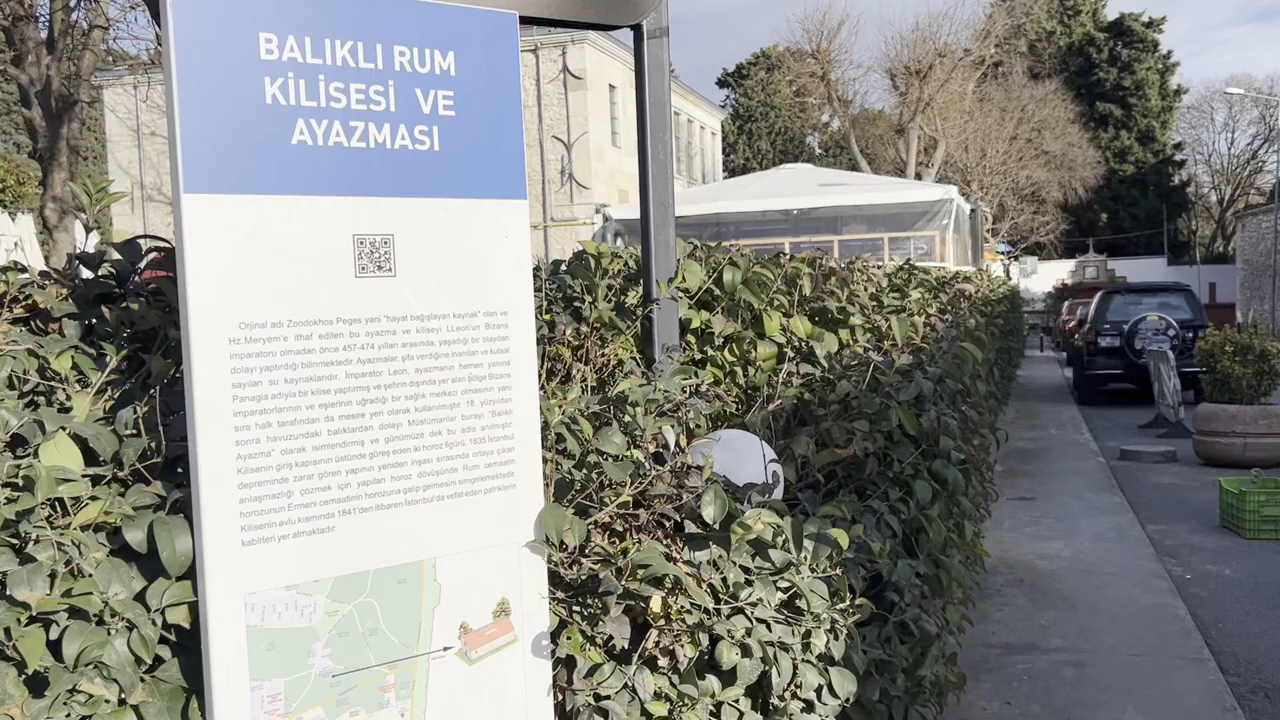 BALIKLI RUM
KİLİSESİ VE
AYAZMASI
Orjinal adı Zoodokhos Peges yani "hayat bağışlayan kaynak" olan ve
Hz.Meryem'e ithaf edilen bu ayazma ve kiliseyi I.Leon'un Bizans
imparatoru olmadan önce 457-474 yılları arasında, yaşadığı bir olaydan
dolayı yaptırdığı bilinmektedir. Ayazmalar, şifa verdiğine inanılan ve kutsal
sayılan su kaynaklarıdır. İmparator Leon, ayazmanın hemen yanına
Panagia adıyla bir kilise yaptırmış ve şehrin dışında yer alan bölge Bizans
imparatorlarının ve eşlerinin uğradığı bir sağlık merkezi olmasının yanı
sıra halk tarafından da mesire yeri olarak kullanılmıştır. 18. yüzyıldan
sonra havuzundaki balıklardan dolayı Müslümanlar burayı "Balıklı
Ayazma" olarak isimlendirmiş ve günümüze dek bu adla anılmıştır.
Kilisenin giriş kapısının üstünde güreş eden iki horoz figürü, 1635 İstanbul
depreminde zarar gören yapının yeniden inşası sırasında ortaya çıkan
anlaşmazlığı çözmek için yapılan horoz dövüşünde Rum cemaatin
horozunun Ermeni cemaatinin horozuna galip gelmesini simgelemektedir.
Kilisenin avlu kısmında 1841'den itibaren İstanbul'da vefat eden patriklerin
kabirleri yer almaktadır.